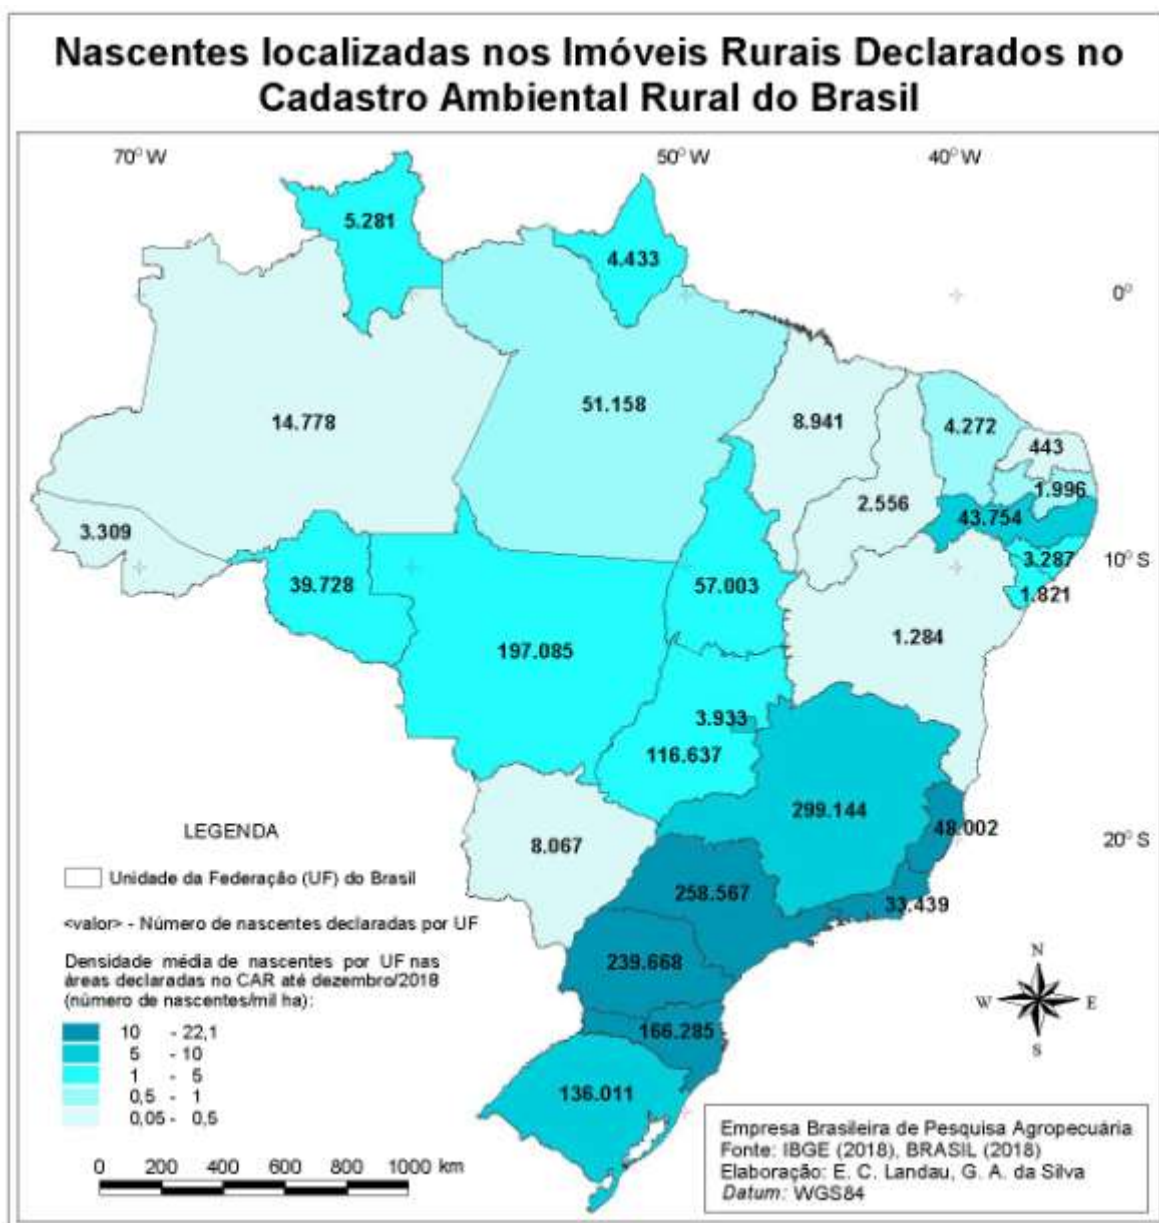 Nascentes localizadas nos Imóveis Rurais Declarados no
Cadastro Ambiental Rural do Brasil
70° W
50° W
40° W
5.281
4.433
0°
14.778
51.158
8.941
4.272
443
1.996
2.556
43.754
3.309
39.728
57.003
3.287
10° S
1.821
197.085
1.284
3.933
116.637
299.144
LEGENDA
48.002
20° S
8.067
Unidade da Federação (UF) do Brasil
258.567
33.439
<valor> - Número de nascentes declaradas por UF
239.668
Densidade média de nascentes por UF nas
áreas declaradas no CAR até dezembro/2018
(número de nascentes/mil ha):
N
W E
S
10 - 22,1
5 - 10
1 - 5
0,5 - 1
0,05 - 0,5
166.285
136.011
0 200 400 600 800 1000 km
Empresa Brasileira de Pesquisa Agropecuária
Fonte: IBGE (2018), BRASIL (2018)
Elaboração: E. C. Landau, G. A. da Silva
Datum: WGS84